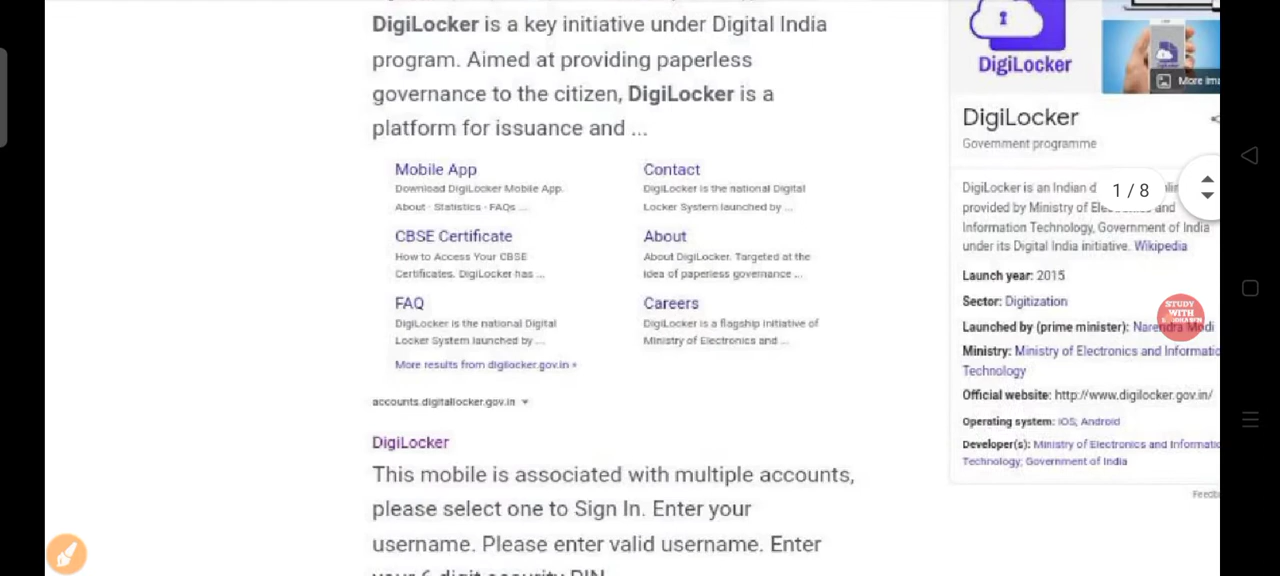 DigiLocker is a key initiative under Digital India
program. Aimed at providing paperless
governance to the citizen, DigiLocker is a
platform for issuance and ...
Mobile App
Download DigiLocker Mobile App.
About · Statistics · FAQs ...
Contact
DigiLocker is the national Digital
Locker System launched by ...
CBSE Certificate
How to Access Your CBSE
Certificates. DigiLocker has ...
About
About DigiLocker. Targeted at the
idea of paperless governance ...
FAQ
DigiLocker is the national Digital
Locker System launched by ...
Careers
DigiLocker is a flagship initiative of
Ministry of Electronics and ...
More results from digilocker.gov.in »
accounts.digitallocker.gov.in
DigiLocker
This mobile is associated with multiple accounts,
please select one to Sign In. Enter your
username. Please enter valid username. Enter
your 6 digit security PIN
DigiLocker
More
DigiLocker
Government programme
1 / 8
DigiLocker is an Indian
provided by Ministry of and
Information Technology, Government of India
under its Digital India initiative. Wikipedia
Launch year: 2015
Sector: Digitization
Launched by (prime minister): Narendra Modi
Ministry: Ministry of Electronics and Informatio
Technology
Official website: http://www.digilocker.gov.in/
Operating system: iOS, Android
Developer(s): Ministry of Electronics and Informatio
Technology, Government of India
Feedb
STUDY
WITH